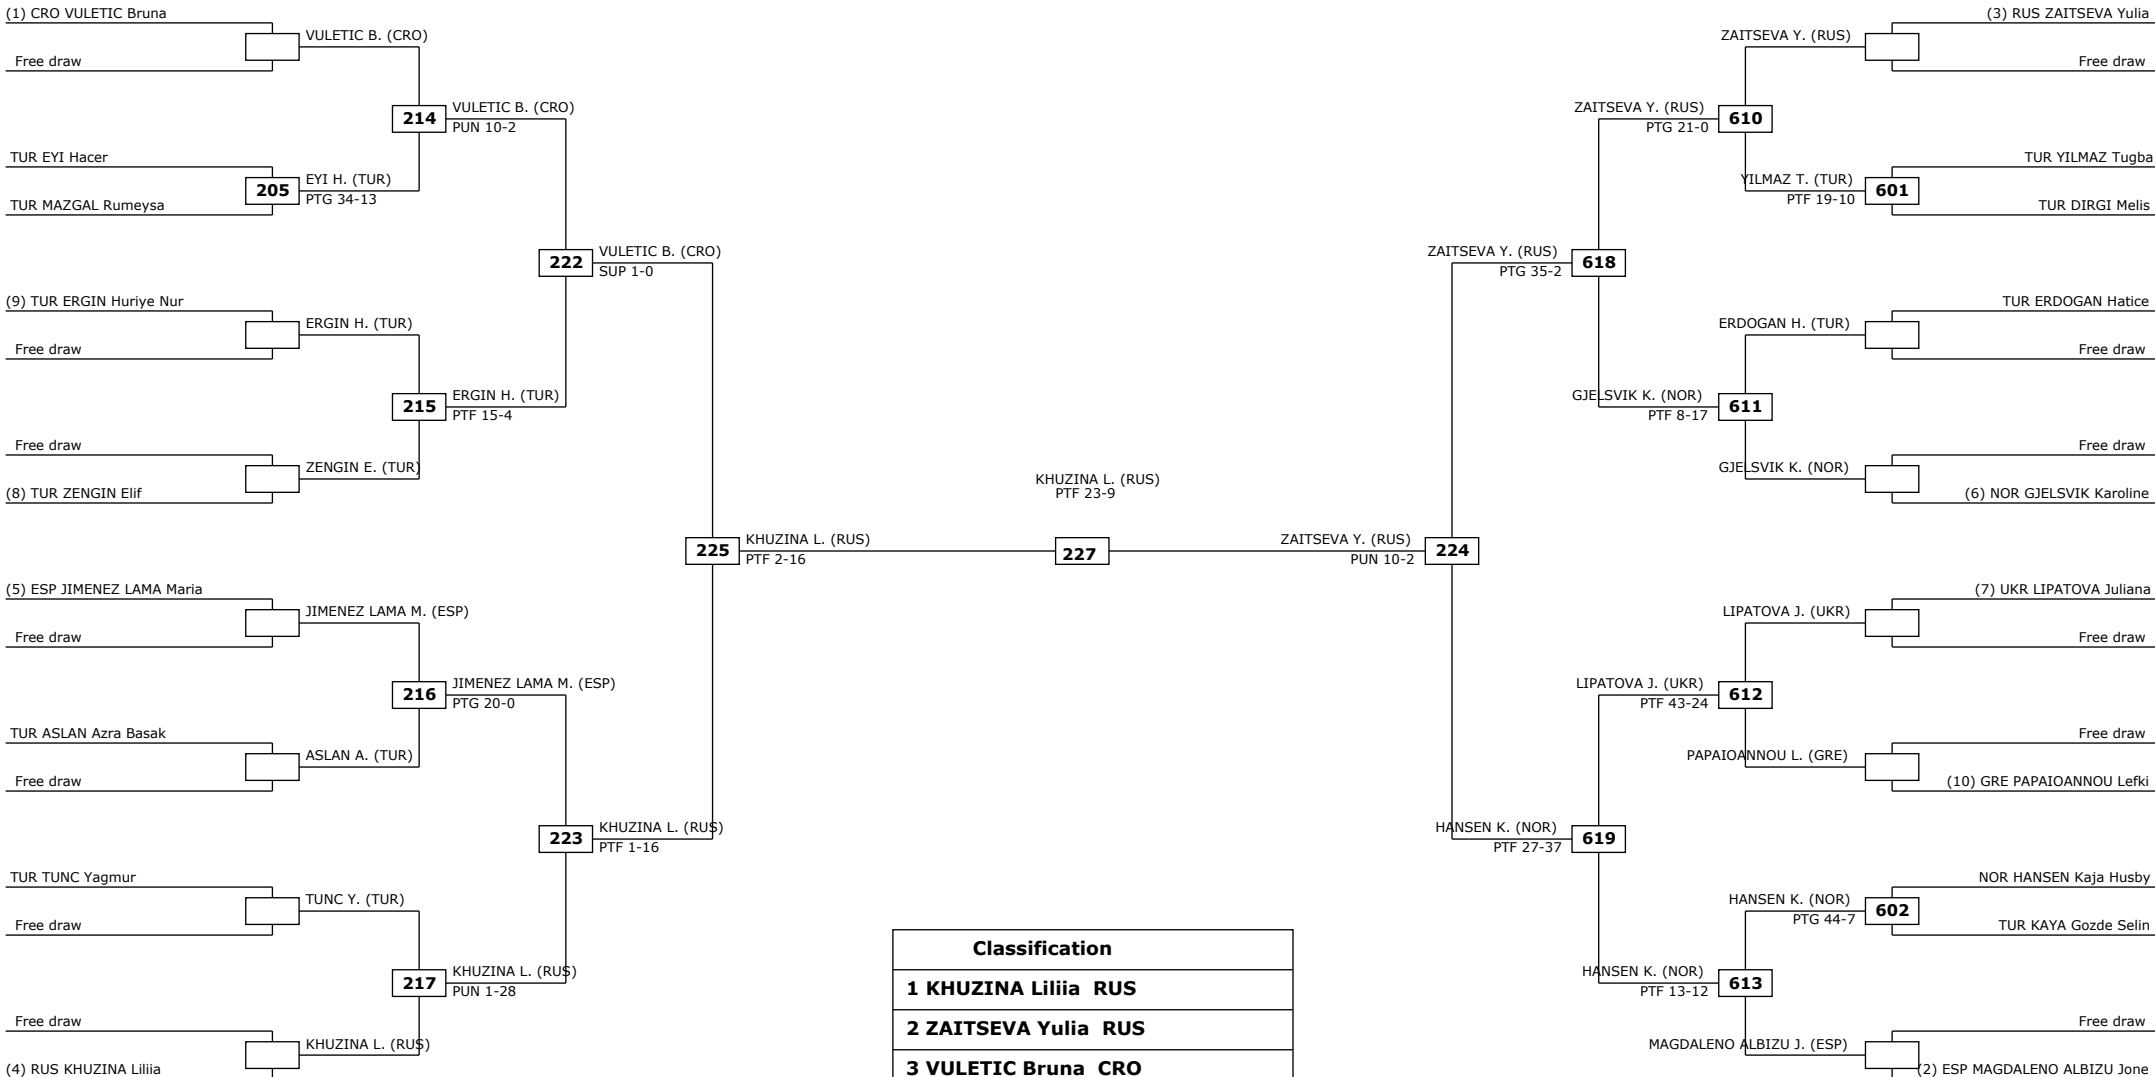 (1) CRO VULETIC Bruna
Free draw
VULETIC B. (CRO)
214
VULETIC B. (CRO)
PUN 10-2
TUR EYI Hacer
205
EYI H. (TUR)
PTG 34-13
TUR MAZGAL Rumeysa
222
VULETIC B. (CRO)
SUP 1-0
(9) TUR ERGIN Huriye Nur
ERGIN H. (TUR)
Free draw
215
ERGIN H. (TUR)
PTF 15-4
Free draw
ZENGIN E. (TUR)
(8) TUR ZENGIN Elif
225
KHUZINA L. (RUS)
PTF 2-16
(5) ESP JIMENEZ LAMA Maria
JIMENEZ LAMA M. (ESP)
Free draw
216
JIMENEZ LAMA M. (ESP)
PTG 20-0
TUR ASLAN Azra Basak
ASLAN A. (TUR)
Free draw
223
KHUZINA L. (RUS)
PTF 1-16
TUR TUNC Yagmur
TUNC Y. (TUR)
Free draw
217
KHUZINA L. (RUS)
PUN 1-28
Free draw
KHUZINA L. (RUS)
(4) RUS KHUZINA Liliia
KHUZINA L. (RUS)
PTF 23-9
227
Classification
1 KHUZINA Liliia RUS
2 ZAITSEVA Yulia RUS
3 VULETIC Bruna CRO
(3) RUS ZAITSEVA Yulia
ZAITSEVA Y. (RUS)
Free draw
ZAITSEVA Y. (RUS)
PTG 21-0
610
TUR YILMAZ Tugba
YILMAZ T. (TUR)
PTF 19-10
601
TUR DIRGI Melis
ZAITSEVA Y. (RUS)
PTG 35-2
618
TUR ERDOGAN Hatice
ERDOGAN H. (TUR)
Free draw
GJELSVIK K. (NOR)
PTF 8-17
611
Free draw
GJELSVIK K. (NOR)
(6) NOR GJELSVIK Karoline
ZAITSEVA Y. (RUS)
PUN 10-2
224
(7) UKR LIPATOVA Juliana
LIPATOVA J. (UKR)
Free draw
LIPATOVA J. (UKR)
PTF 43-24
612
Free draw
PAPAIOANNOU L. (GRE)
(10) GRE PAPAIOANNOU Lefki
HANSEN K. (NOR)
PTF 27-37
619
NOR HANSEN Kaja Husby
HANSEN K. (NOR)
PTG 44-7
602
TUR KAYA Gozde Selin
HANSEN K. (NOR)
PTF 13-12
613
Free draw
MAGDALENO ALBIZU J. (ESP)
(2) ESP MAGDALENO ALBIZU Jone